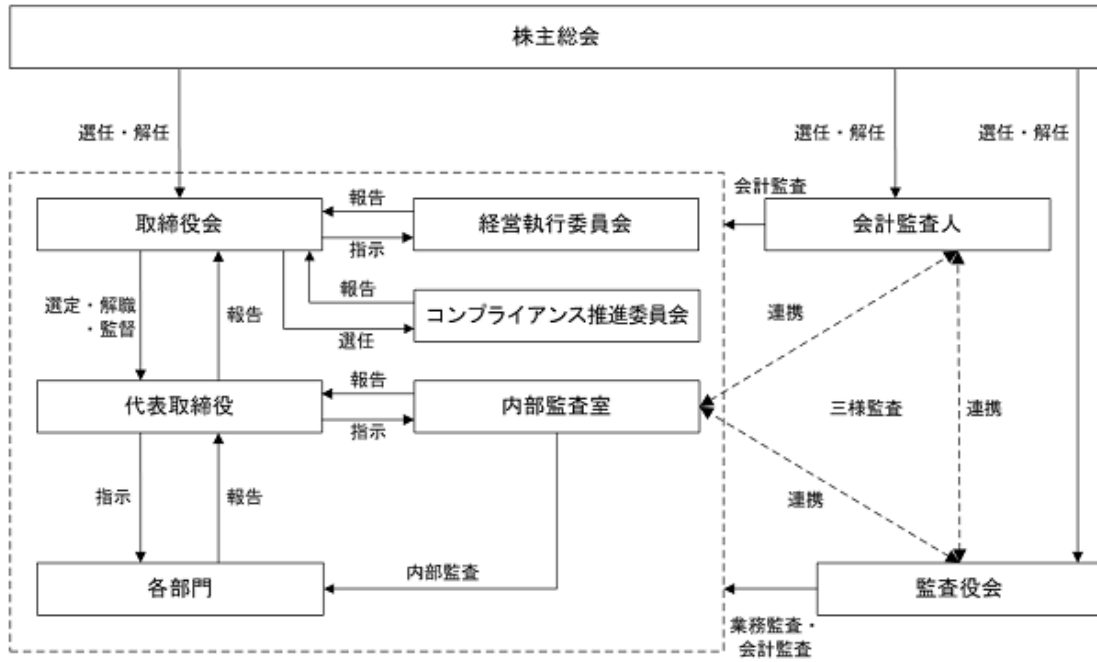 株主総会
選任・解任
選任・解任
選任・解任
取締役会
報告
指示
経営執行委員会
会計監査
会計監査人
選定・解職
・監督
報告
報告
選任
コンプライアンス推進委員会
連携
代表取締役
報告
指示
内部監査室
三様監査
連携
指示
報告
連携
各部門
内部監査
監査役会
業務監査・
会計監査